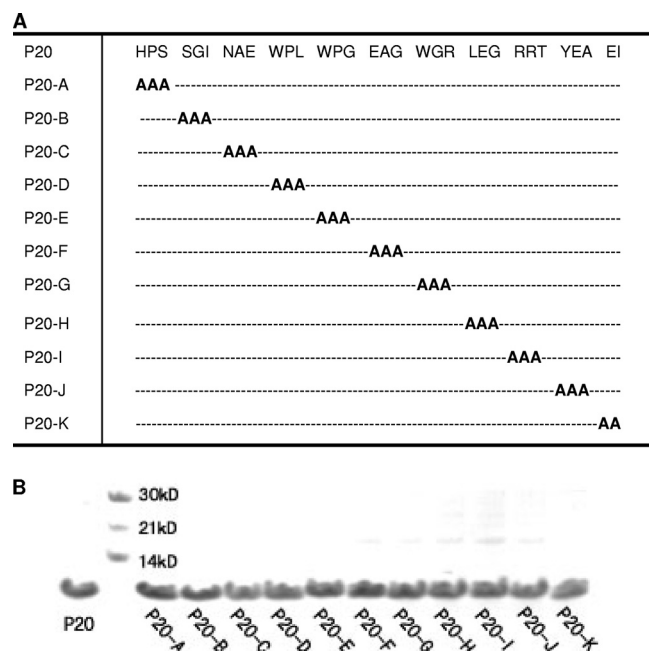 A
P20 HPS SGI NAE WPL WPG EAG WGR LEG RRT YEA EI
P20-A AAA
P20-B AAA
P20-C AAA
P20-D AAA
P20-E AAA
P20-F AAA
P20-G AAA
P20-H AAA
P20-I AAA
P20-J AAA
P20-K AA
B
30kD
21kD
14kD
P20 P20-A P20-B P20-C P20-D P20-E P20-F P20-G P20-H P20-I P20-J P20-K